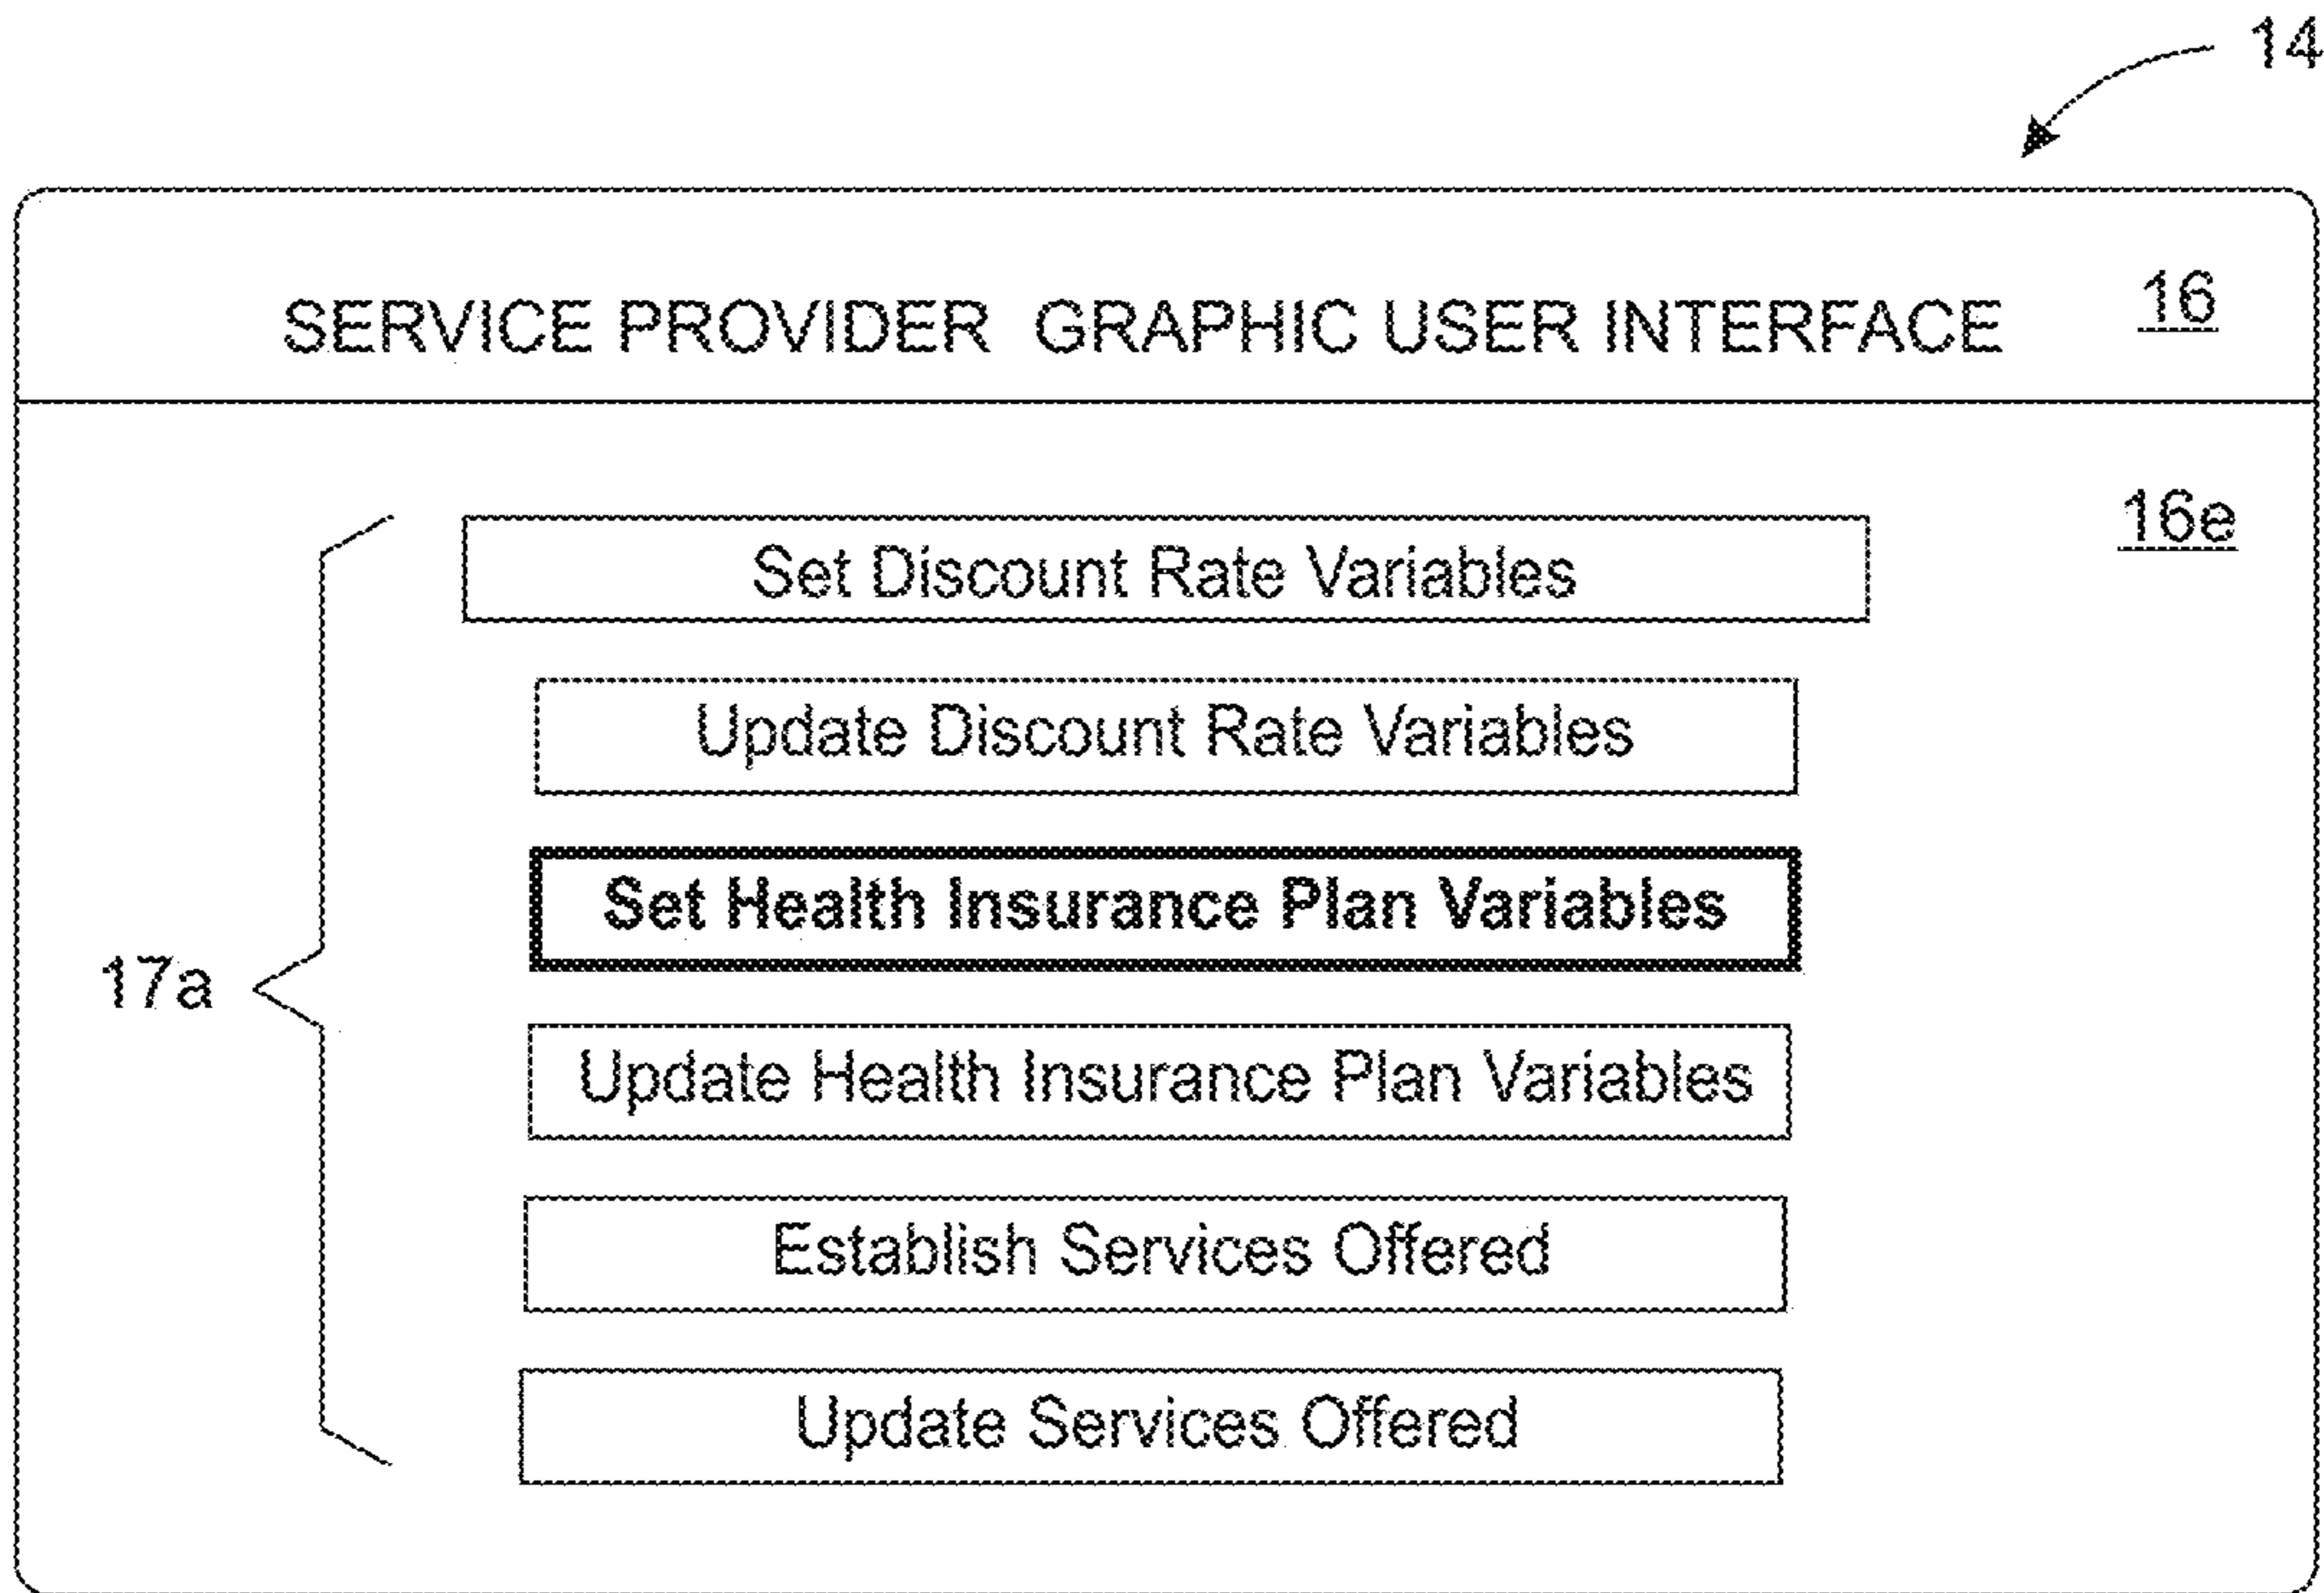 14
SERVICE PROVIDER GRAPHIC USER INTERFACE 16
16e
Set Discount Rate Variables
Update Discount Rate Variables
Set Health Insurance Plan Variables
17a
Update Health Insurance Plan Variables
Establish Services Offered
Update Services Offered